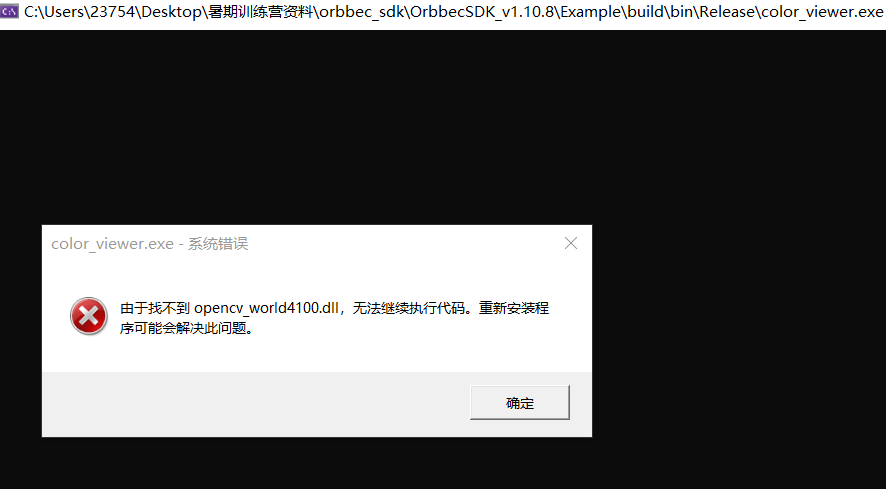 C:\Users\23754\Desktop\暑期训练营资料\orbbec_sdk\OrbbecSDK_v1.10.8\Example\build\bin\Release\color_viewer.exe
color_viewer.exe - 系统错误
由于找不到 opencv_world4100.dll，无法继续执行代码。重新安装程
序可能会解决此问题。
确定